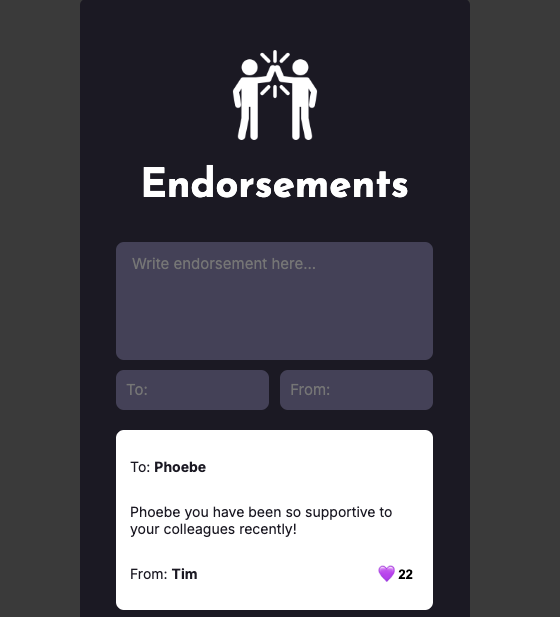 Endorsements
Write endorsement here...
To:
From:
To: Phoebe
Phoebe you have been so supportive to
your colleagues recently!
From: Tim
💜 22